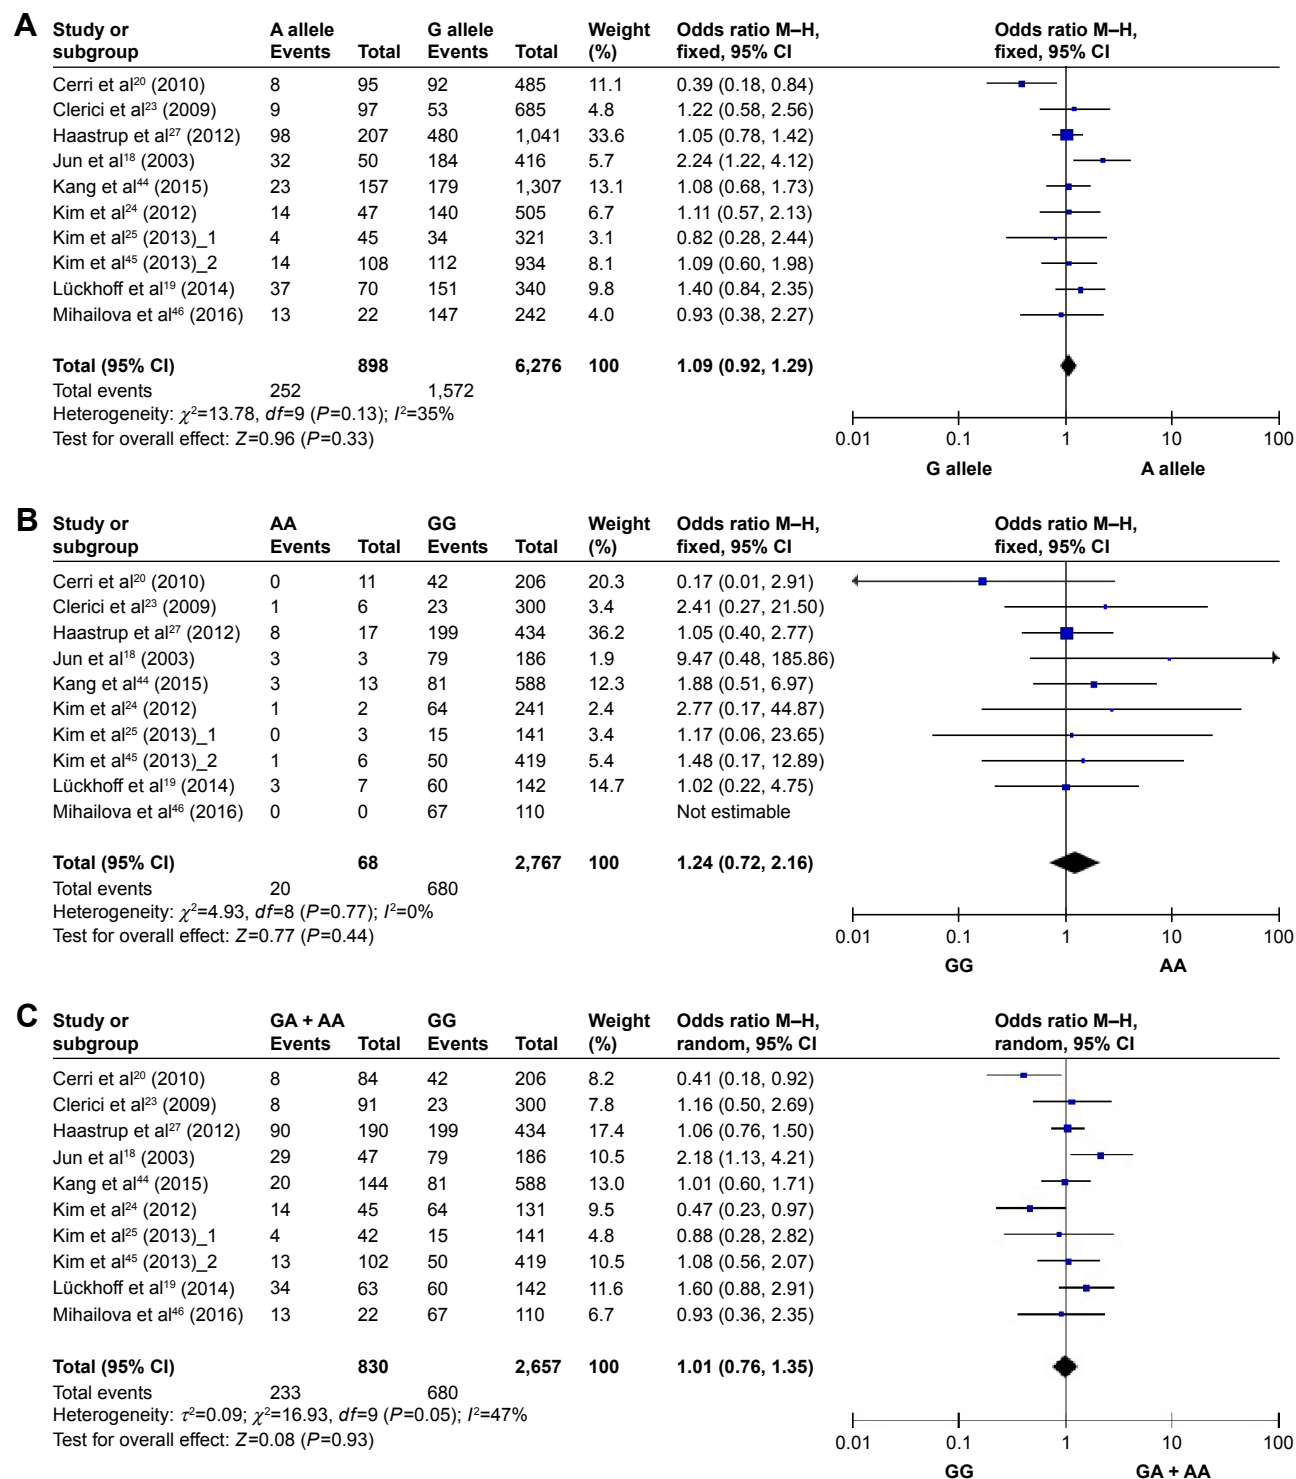 A Study or subgroup A allele Events Total G allele Events Total Weight (%) Odds ratio M–H, fixed, 95% CI Odds ratio M–H, fixed, 95% CI
Cerri et al20 (2010) 8 95 92 485 11.1 0.39 (0.18, 0.84)
Clerici et al23 (2009) 9 97 53 685 4.8 1.22 (0.58, 2.56)
Haastrup et al27 (2012) 98 207 480 1,041 33.6 1.05 (0.78, 1.42)
Jun et al18 (2003) 32 50 184 416 5.7 2.24 (1.22, 4.12)
Kang et al44 (2015) 23 157 179 1,307 13.1 1.08 (0.68, 1.73)
Kim et al24 (2012) 14 47 140 505 6.7 1.11 (0.57, 2.13)
Kim et al25 (2013)_1 4 45 34 321 3.1 0.82 (0.28, 2.44)
Kim et al45 (2013)_2 14 108 112 934 8.1 1.09 (0.60, 1.98)
Lückhoff et al19 (2014) 37 70 151 340 9.8 1.40 (0.84, 2.35)
Mihailova et al46 (2016) 13 22 147 242 4.0 0.93 (0.38, 2.27)
Total (95% CI) 898 6,276 100 1.09 (0.92, 1.29)
Total events 252 1,572
Heterogeneity: χ2=13.78, df=9 (P=0.13); I2=35%
Test for overall effect: Z=0.96 (P=0.33)
0.01 0.1 1 10 100
G allele A allele
B Study or subgroup AA Events Total GG Events Total Weight (%) Odds ratio M–H, fixed, 95% CI Odds ratio M–H, fixed, 95% CI
Cerri et al20 (2010) 0 11 42 206 20.3 0.17 (0.01, 2.91)
Clerici et al23 (2009) 1 6 23 300 3.4 2.41 (0.27, 21.50)
Haastrup et al27 (2012) 8 17 199 434 36.2 1.05 (0.40, 2.77)
Jun et al18 (2003) 3 3 79 186 1.9 9.47 (0.48, 185.86)
Kang et al44 (2015) 3 13 81 588 12.3 1.88 (0.51, 6.97)
Kim et al24 (2012) 1 2 64 241 2.4 2.77 (0.17, 44.87)
Kim et al25 (2013)_1 0 3 15 141 3.4 1.17 (0.06, 23.65)
Kim et al45 (2013)_2 1 6 50 419 5.4 1.48 (0.17, 12.89)
Lückhoff et al19 (2014) 3 7 60 142 14.7 1.02 (0.22, 4.75)
Mihailova et al46 (2016) 0 0 67 110 Not estimable
Total (95% CI) 68 2,767 100 1.24 (0.72, 2.16)
Total events 20 680
Heterogeneity: χ2=4.93, df=8 (P=0.77); I2=0%
Test for overall effect: Z=0.77 (P=0.44)
0.01 0.1 1 10 100
GG AA
C Study or subgroup GA + AA Events Total GG Events Total Weight (%) Odds ratio M–H, random, 95% CI Odds ratio M–H, random, 95% CI
Cerri et al20 (2010) 8 84 42 206 8.2 0.41 (0.18, 0.92)
Clerici et al23 (2009) 8 91 23 300 7.8 1.16 (0.50, 2.69)
Haastrup et al27 (2012) 90 190 199 434 17.4 1.06 (0.76, 1.50)
Jun et al18 (2003) 29 47 79 186 10.5 2.18 (1.13, 4.21)
Kang et al44 (2015) 20 144 81 588 13.0 1.01 (0.60, 1.71)
Kim et al24 (2012) 14 45 64 131 9.5 0.47 (0.23, 0.97)
Kim et al25 (2013)_1 4 42 15 141 4.8 0.88 (0.28, 2.82)
Kim et al45 (2013)_2 13 102 50 419 10.5 1.08 (0.56, 2.07)
Lückhoff et al19 (2014) 34 63 60 142 11.6 1.60 (0.88, 2.91)
Mihailova et al46 (2016) 13 22 67 110 6.7 0.93 (0.36, 2.35)
Total (95% CI) 830 2,657 100 1.01 (0.76, 1.35)
Total events 233 680
Heterogeneity: τ2=0.09; χ2=16.93, df=9 (P=0.05); I2=47%
Test for overall effect: Z=0.08 (P=0.93)
0.01 0.1 1 10 100
GG GA + AA